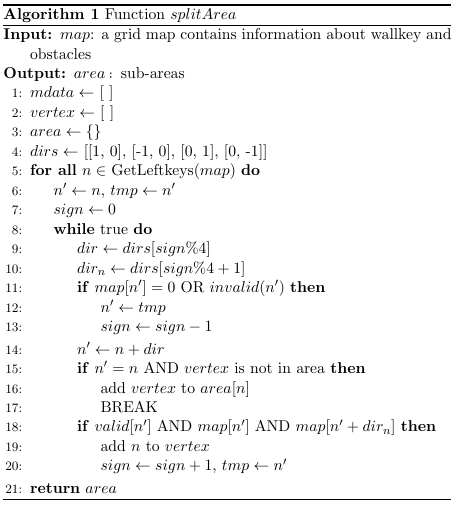 Algorithm 1 Function splitArea
Input: map: a grid map contains information about wallkey and
obstacles
Output: area : sub-areas
1: mdata ← [ ]
2: vertex ← [ ]
3: area ← {}
4: dirs ← [[1, 0], [-1, 0], [0, 1], [0, -1]]
5: for all n ∈ GetLeftkeys(map) do
6: n′ ← n, tmp ← n′
7: sign ← 0
8: while true do
9: dir ← dirs[sign%4]
10: dirₙ ← dirs[sign%4 + 1]
11: if map[n′] = 0 OR invalid(n′) then
12: n′ ← tmp
13: sign ← sign − 1
14: n′ ← n + dir
15: if n′ = n AND vertex is not in area then
16: add vertex to area[n]
17: BREAK
18: if valid[n′] AND map[n′] AND map[n′ + dirₙ] then
19: add n to vertex
20: sign ← sign + 1, tmp ← n′
21: return area